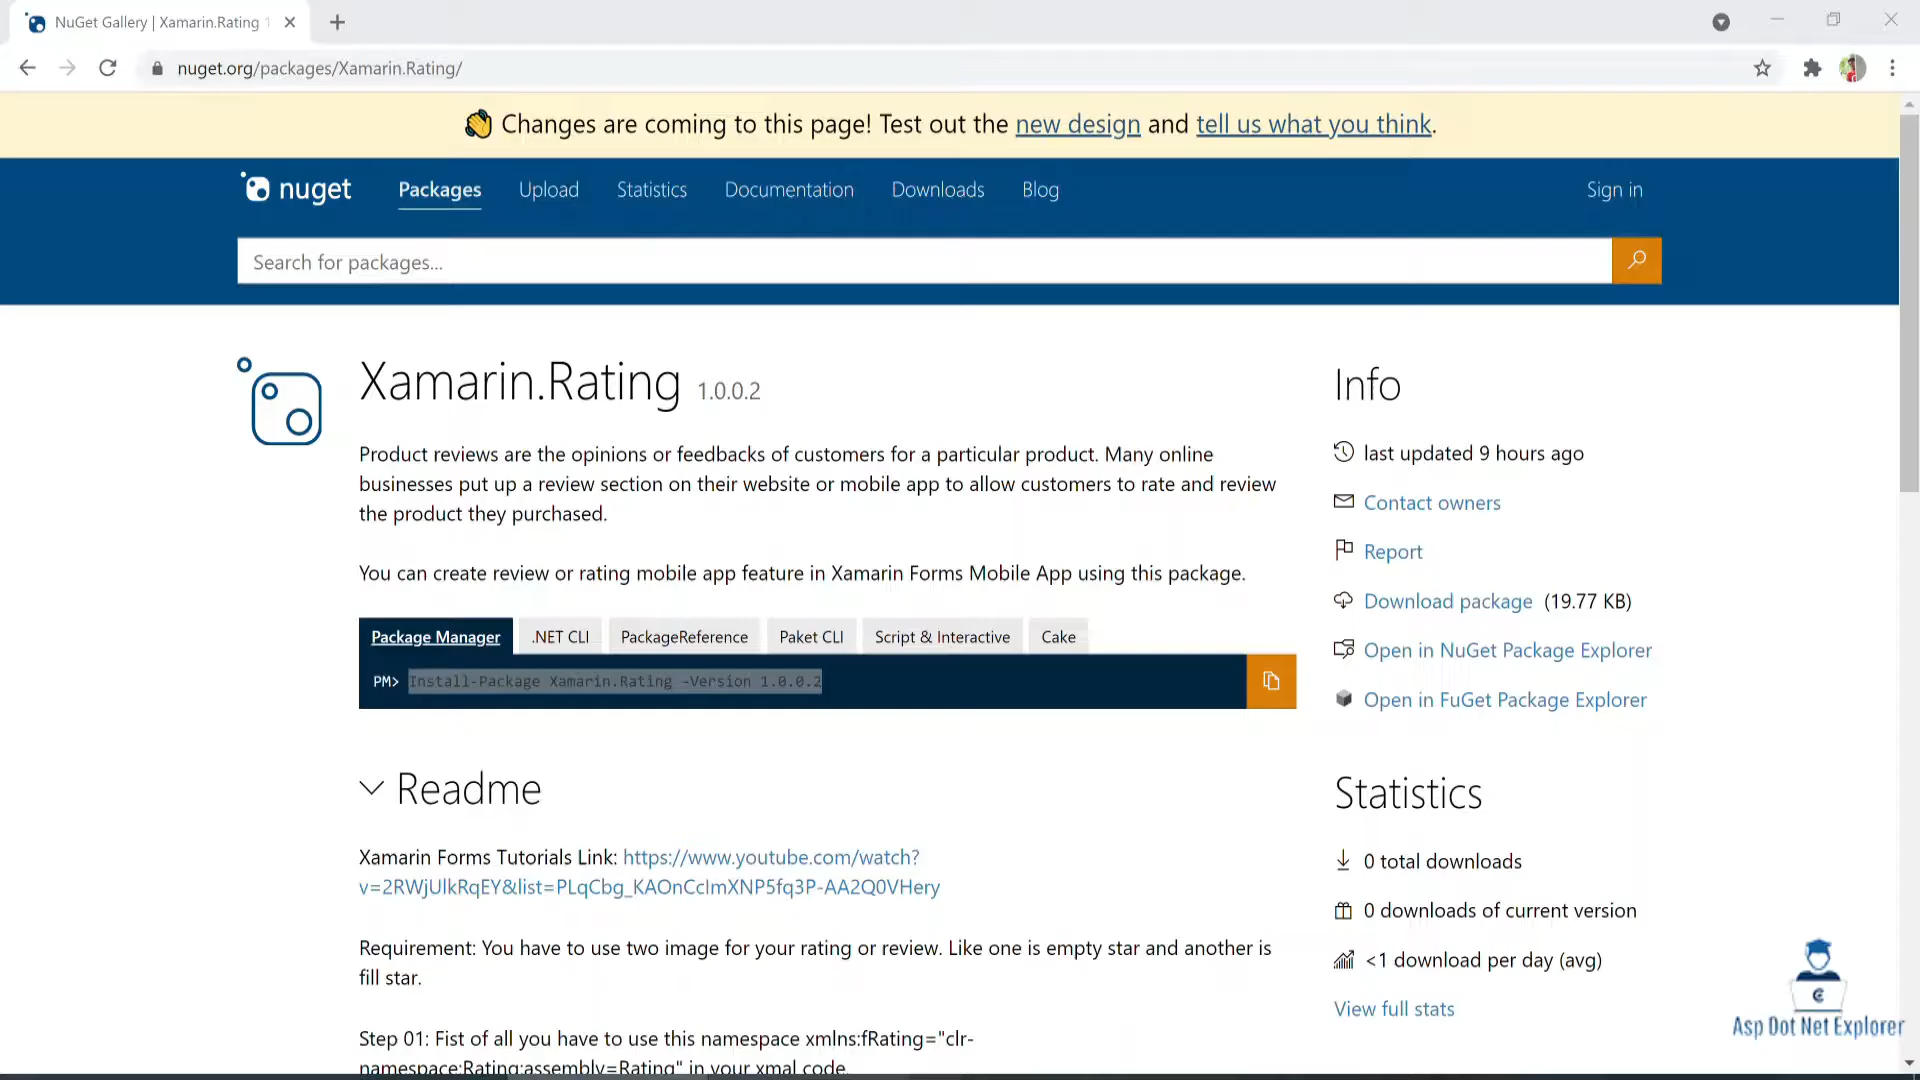 NuGet Gallery | Xamarin.Rating 1
nuget.org/packages/Xamarin.Rating/
Changes are coming to this page! Test out the new design and tell us what you think.
nuget
Packages
Upload
Statistics
Documentation
Downloads
Blog
Sign in
Search for packages...
Xamarin.Rating 1.0.0.2
Product reviews are the opinions or feedbacks of customers for a particular product. Many online
businesses put up a review section on their website or mobile app to allow customers to rate and review
the product they purchased.
You can create review or rating mobile app feature in Xamarin Forms Mobile App using this package.
Package Manager
.NET CLI
PackageReference
Paket CLI
Script & Interactive
Cake
PM> Install-Package Xamarin.Rating -Version 1.0.0.2
Readme
Xamarin Forms Tutorials Link: https://www.youtube.com/watch?
v=2RWjUlkRqEY&list=PLqCbg_KAOnCcImXNP5fq3P-AA2Q0VHery
Requirement: You have to use two image for your rating or review. Like one is empty star and another is
fill star.
Step 01: Fist of all you have to use this namespace xmlns:fRating="clr-
namespace:Rating;assembly=Rating" in your xmal code.
Info
last updated 9 hours ago
Contact owners
Report
Download package (19.77 KB)
Open in NuGet Package Explorer
Open in FuGet Package Explorer
Statistics
0 total downloads
0 downloads of current version
<1 download per day (avg)
View full stats
Asp Dot Net Explorer